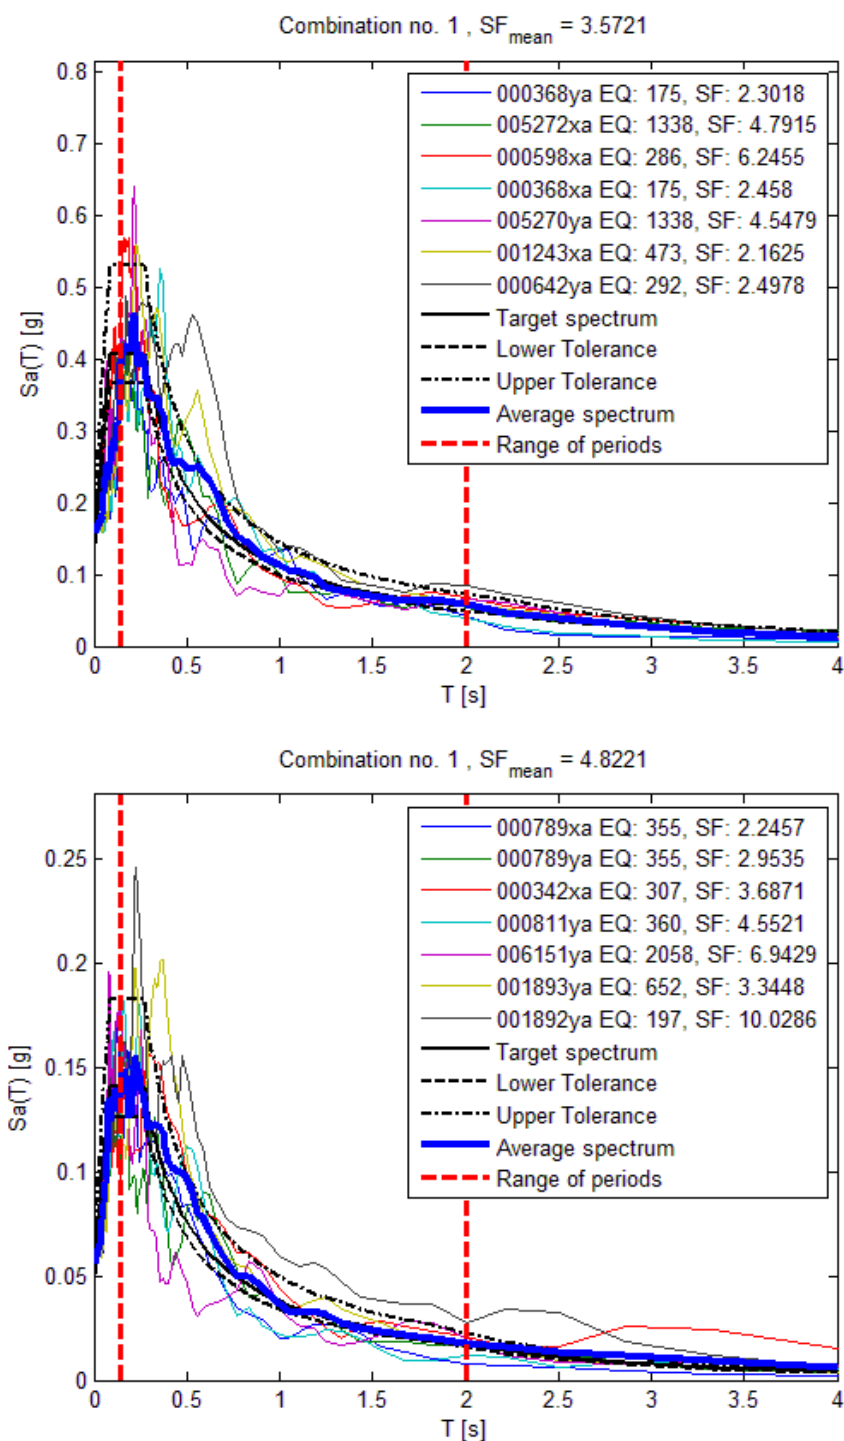 Combination no. 1 , SFmean = 3.5721
0.8
0.7
0.6
0.5
0.4
0.3
0.2
0.1
0
Sa(T) [g]
000368ya EQ: 175, SF: 2.3018
005272xa EQ: 1338, SF: 4.7915
000598xa EQ: 286, SF: 6.2455
000368xa EQ: 175, SF: 2.458
005270ya EQ: 1338, SF: 4.5479
001243xa EQ: 473, SF: 2.1625
000642ya EQ: 292, SF: 2.4978
Target spectrum
Lower Tolerance
Upper Tolerance
Average spectrum
Range of periods
0 0.5 1 1.5 2 2.5 3 3.5 4
T [s]
Combination no. 1 , SFmean = 4.8221
0.25
0.2
0.15
0.1
0.05
0
Sa(T) [g]
000789xa EQ: 355, SF: 2.2457
000789ya EQ: 355, SF: 2.9535
000342xa EQ: 307, SF: 3.6871
000811ya EQ: 360, SF: 4.5521
006151ya EQ: 2058, SF: 6.9429
001893ya EQ: 652, SF: 3.3448
001892ya EQ: 197, SF: 10.0286
Target spectrum
Lower Tolerance
Upper Tolerance
Average spectrum
Range of periods
0 0.5 1 1.5 2 2.5 3 3.5 4
T [s]